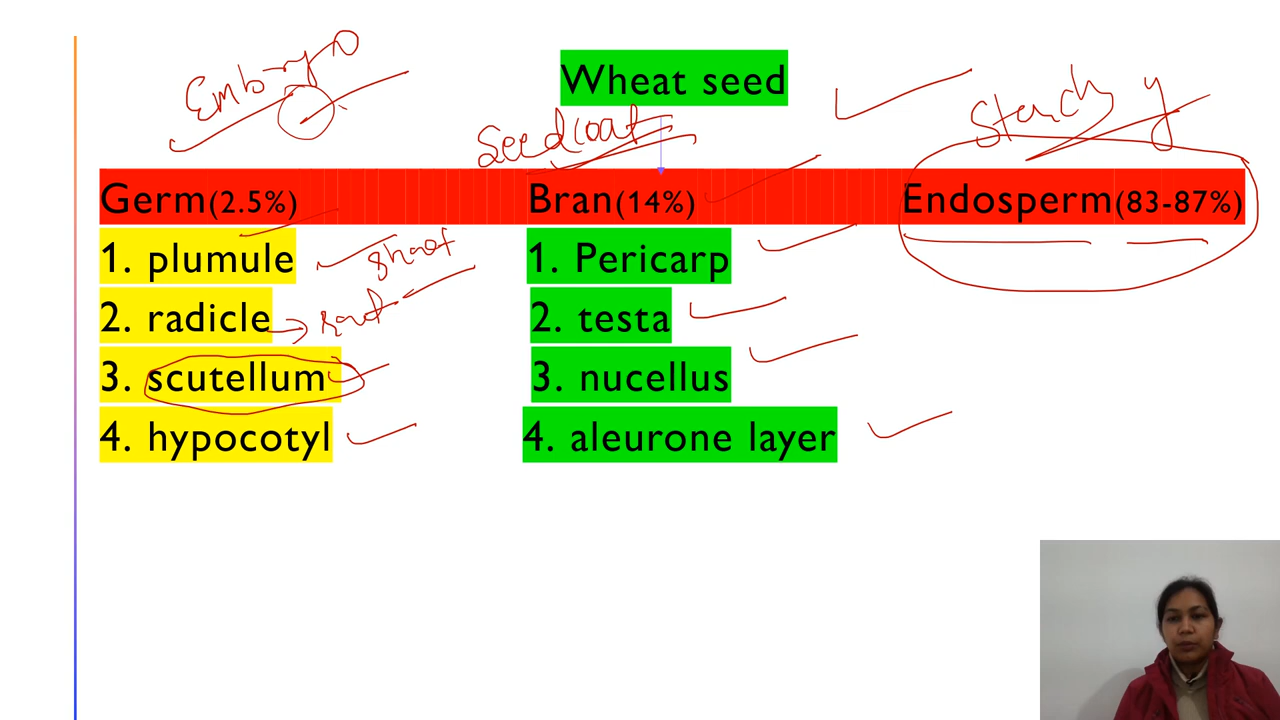 Embryo
Wheat seed
Seedcoat
Starchy
Germ(2.5%) Bran(14%) Endosperm(83-87%)
1. plumule shoot 1. Pericarp
2. radicle → root 2. testa
3. scutellum 3. nucellus
4. hypocotyl 4. aleurone layer